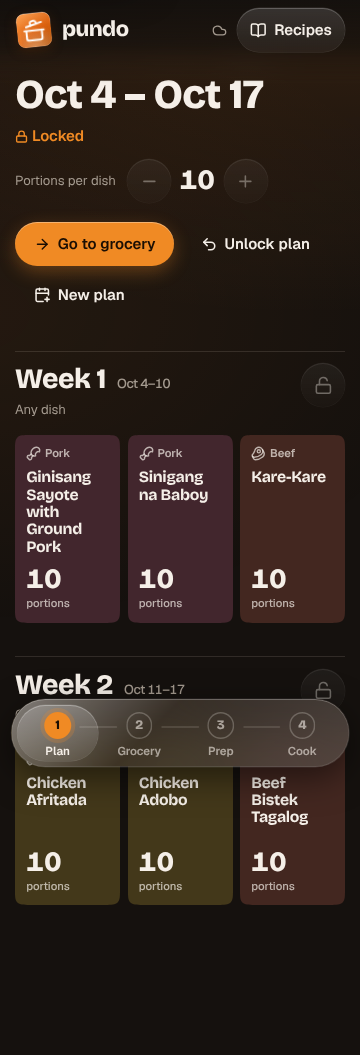 pundo
Recipes
Oct 4 – Oct 17
Locked
Portions per dish
10
Go to grocery
Unlock plan
New plan
Week 1 Oct 4–10
Any dish
Pork
Ginisang
Sayote
with
Ground
Pork
10
portions
Pork
Sinigang
na Baboy
10
portions
Beef
Kare-Kare
10
portions
Week 2 Oct 11–17
1
Plan
2
Grocery
3
Prep
4
Cook
Chicken
Afritada
10
portions
Chicken
Adobo
10
portions
Beef
Bistek
Tagalog
10
portions